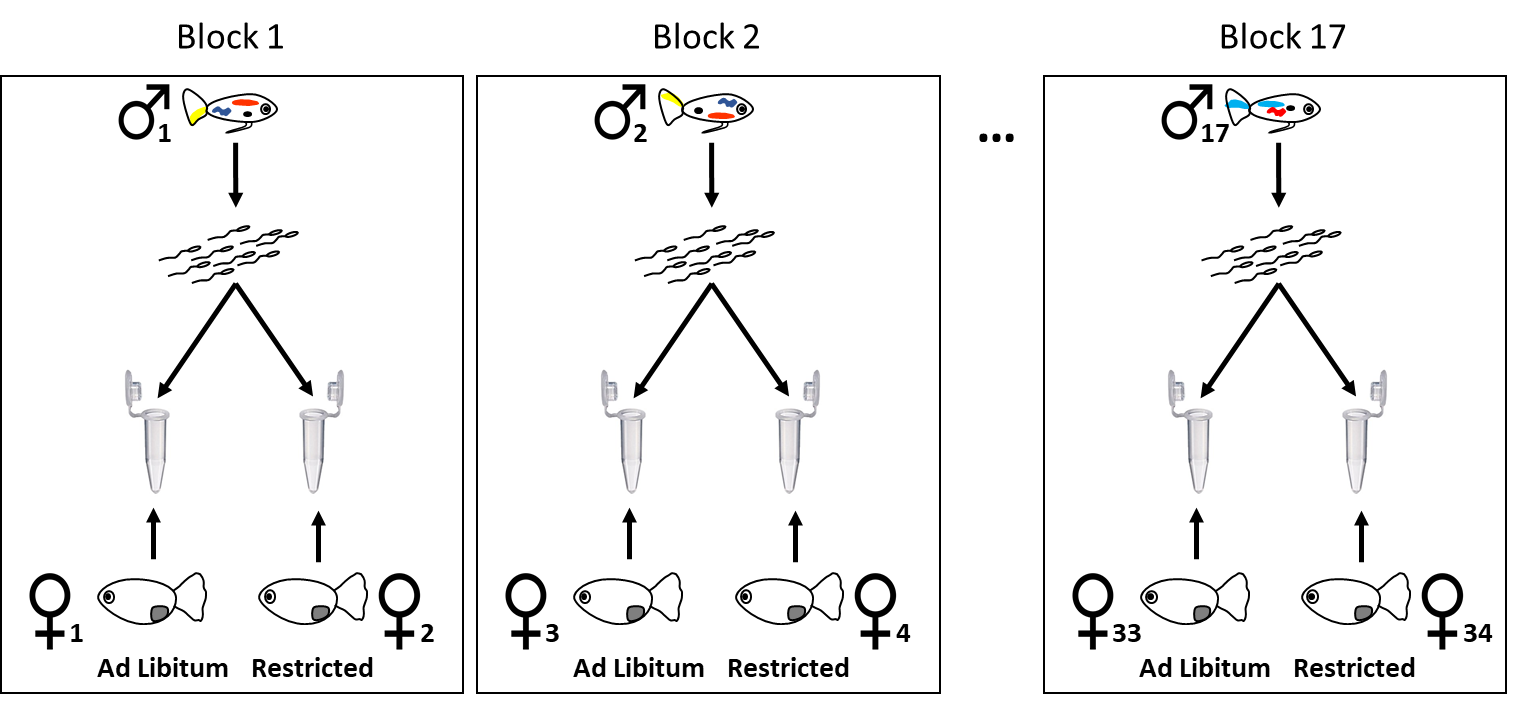 Block 1
Block 2
Block 17
♂1
♂2
...
♂17
♀1
♀2
♀3
♀4
♀33
♀34
Ad Libitum Restricted
Ad Libitum Restricted
Ad Libitum Restricted